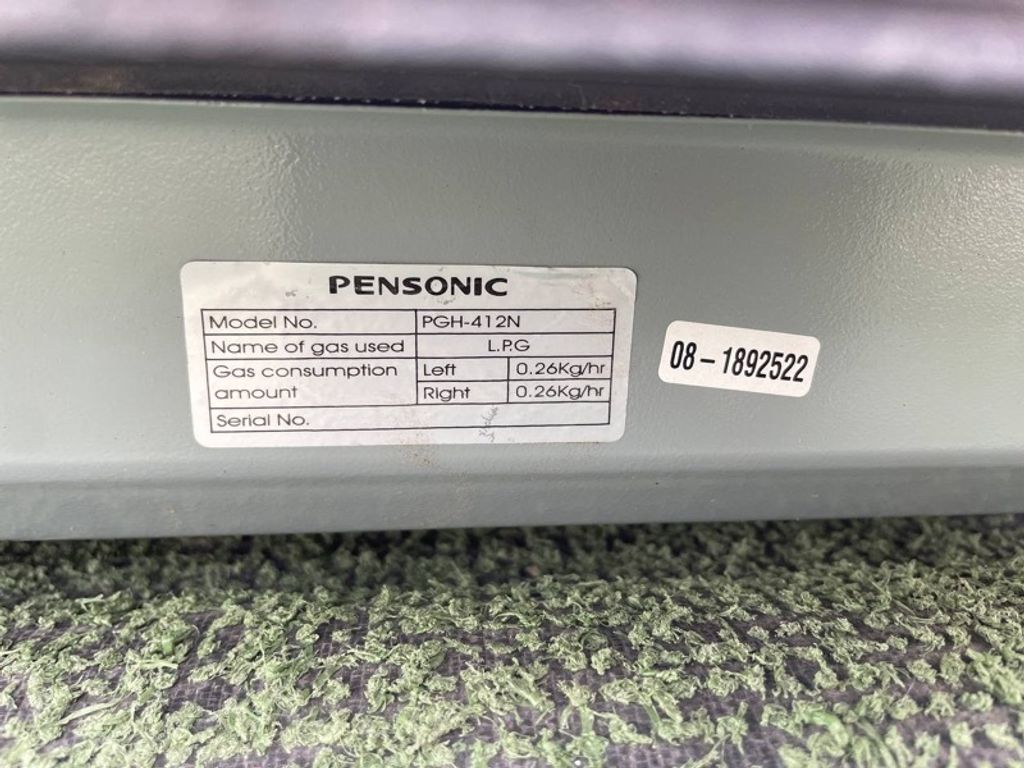 PENSONIC
Model No. PGH-412N
Name of gas used L.P.G
Gas consumption amount Left 0.26Kg/hr
Right 0.26Kg/hr
Serial No.
08-1892522